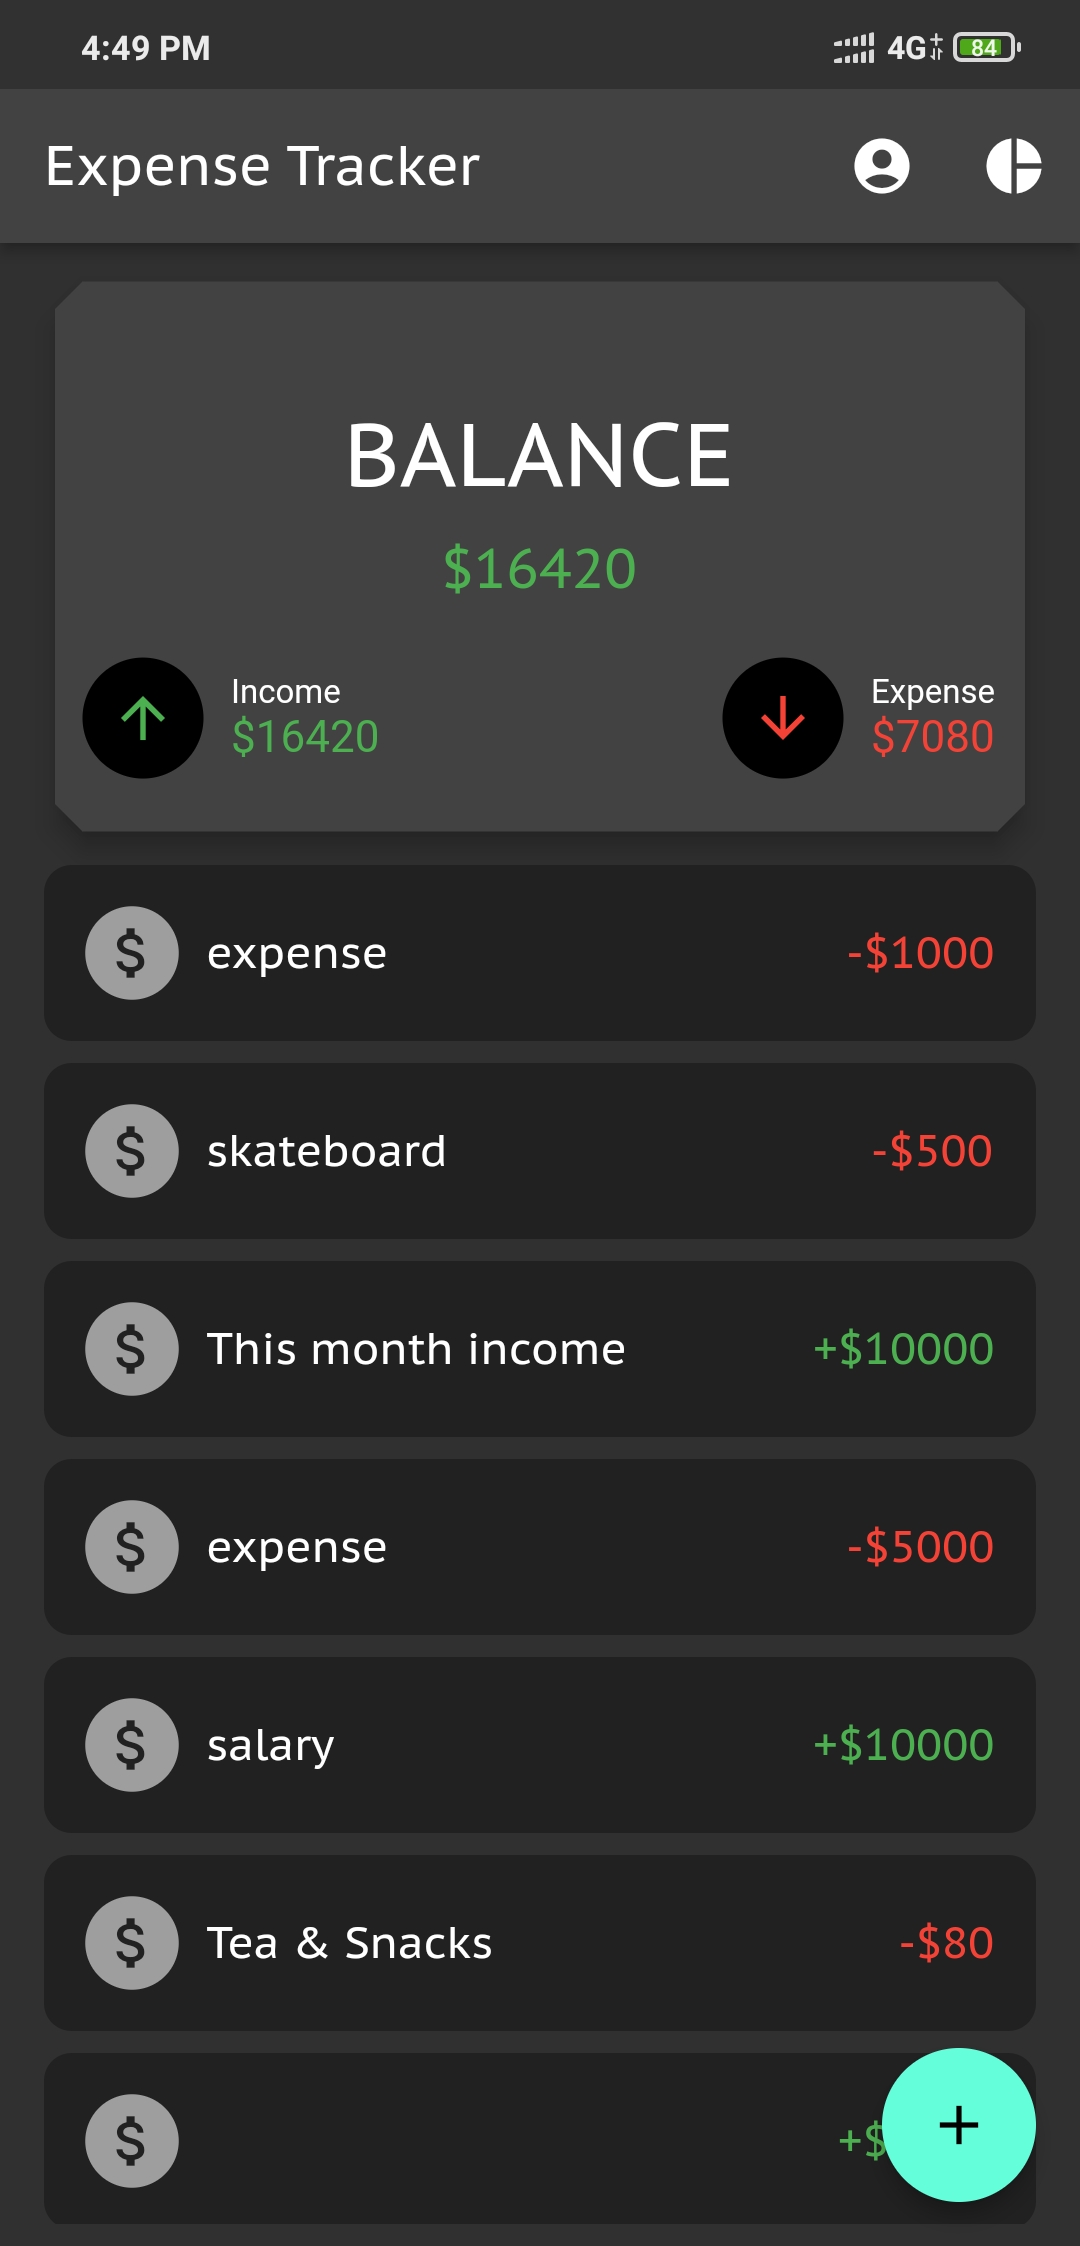 4:49 PM
4G
84
Expense Tracker
BALANCE
$16420
Income
$16420
Expense
$7080
expense
-$1000
skateboard
-$500
This month income
+$10000
expense
-$5000
salary
+$10000
Tea & Snacks
-$80
+$